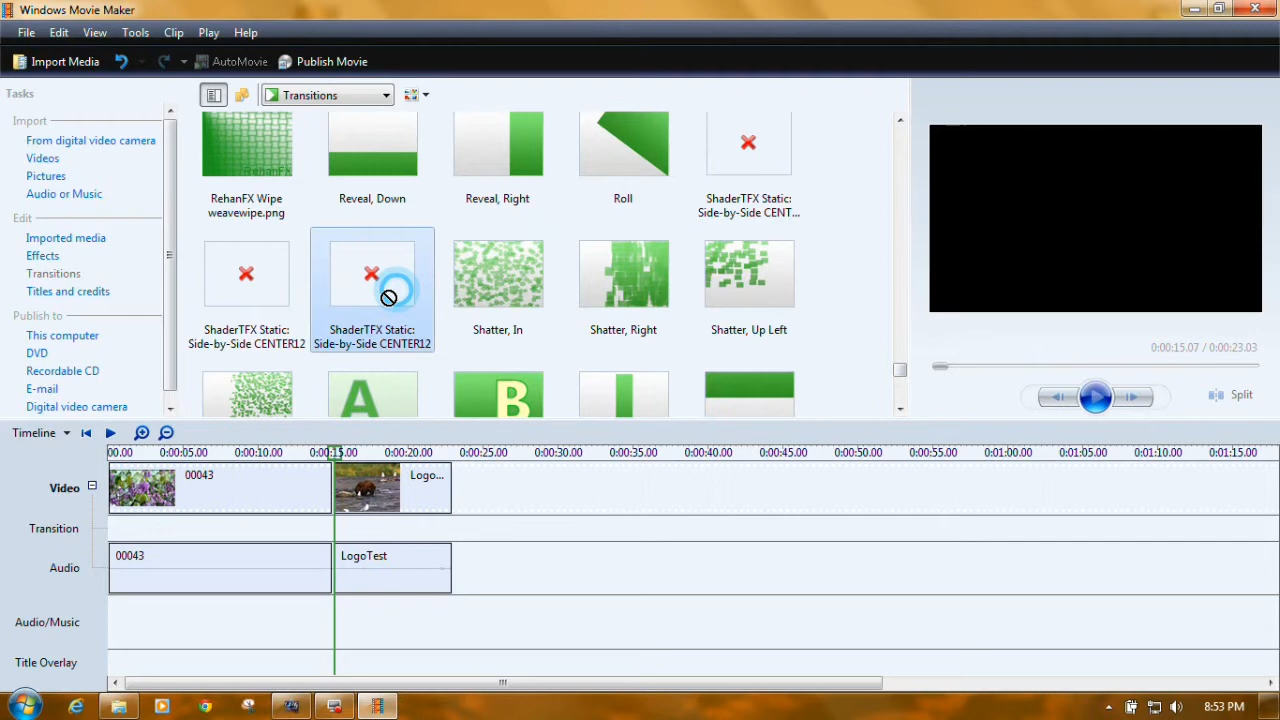 Windows Movie Maker
File Edit View Tools Clip Play Help
Import Media AutoMovie Publish Movie
Tasks
Transitions
Import
From digital video camera
Videos
Pictures
Audio or Music
Edit
Imported media
Effects
Transitions
Titles and credits
Publish to
This computer
DVD
Recordable CD
E-mail
Digital video camera
RehanFX
RehanFX Wipe
weavewipe.png
Reveal, Down
Reveal, Right
Roll
ShaderTFX Static:
Side-by-Side CENT...
ShaderTFX Static:
Side-by-Side CENTER12
ShaderTFX Static:
Side-by-Side CENTER12
Shatter, In
Shatter, Right
Shatter, Up Left
A
B
0:00:15.07 / 0:00:23.03
Split
Timeline
00.00 0:00:05.00 0:00:10.00 0:00:15.00 0:00:20.00 0:00:25.00 0:00:30.00 0:00:35.00 0:00:40.00 0:00:45.00 0:00:50.00 0:00:55.00 0:01:00.00 0:01:05.00 0:01:10.00 0:01:15.00
Video
00043
Logo...
Transition
Audio
00043
LogoTest
Audio/Music
Title Overlay
8:53 PM